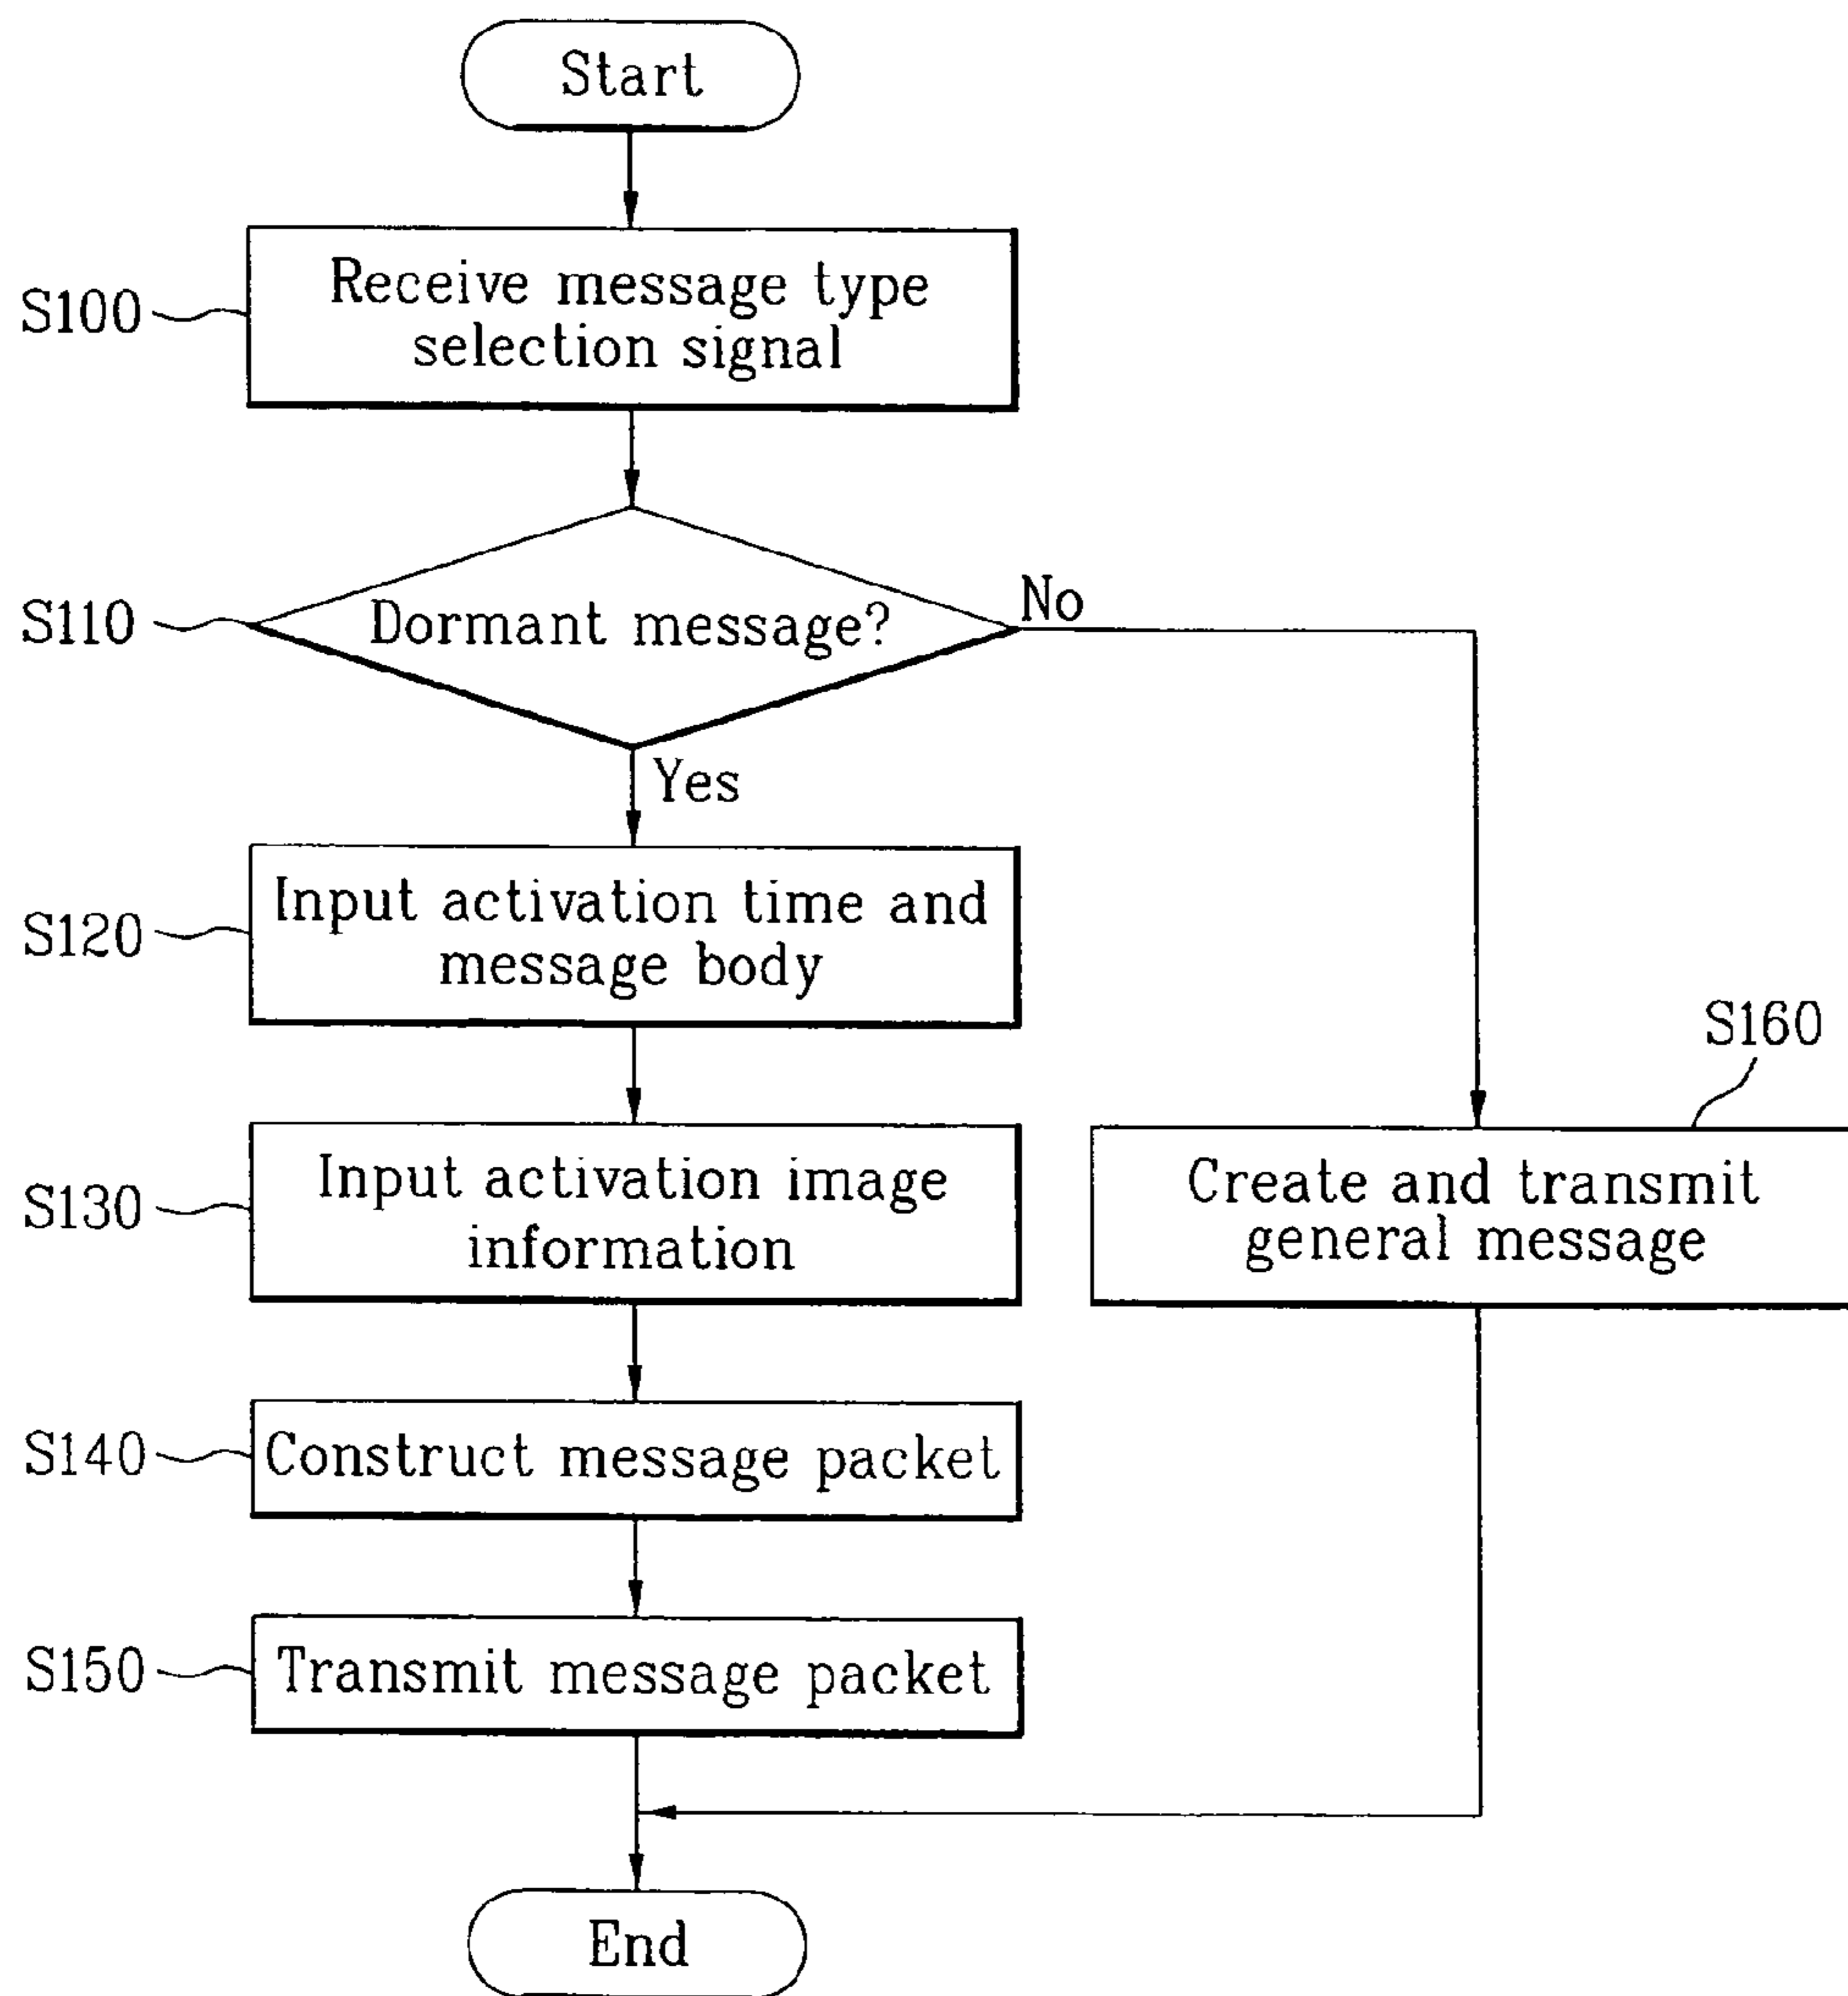 Start
S100
Receive message type
selection signal
S110
Dormant message?
No
Yes
S120
Input activation time and
message body
S130
Input activation image
information
S160
Create and transmit
general message
S140
Construct message packet
S150
Transmit message packet
End